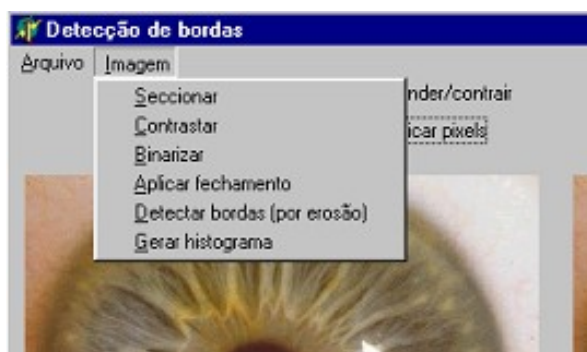 Detecção de bordas
Arquivo Imagem
Seccionar
nder/contrair
Contrastar
icar pixels
Binarizar
Aplicar fechamento
Detectar bordas (por erosão)
Gerar histograma